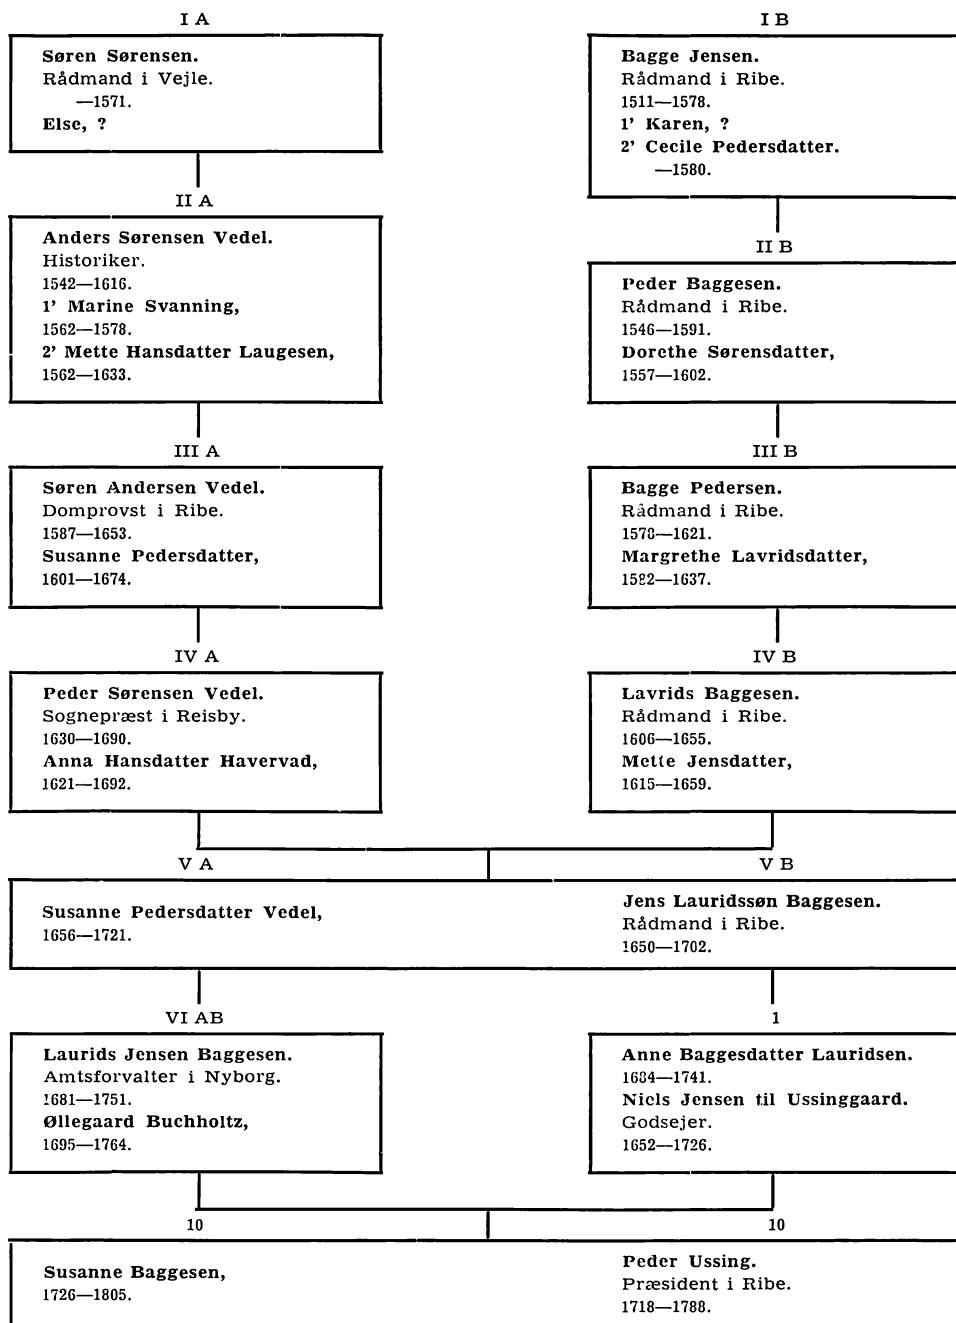 I A
Søren Sørensen.
Rådmand i Vejle.
—1571.
Else, ?
I B
Bagge Jensen.
Rådmand i Ribe.
1511—1578.
1' Karen, ?
2' Cecile Pedersdatter.
—1580.
II A
Anders Sørensen Vedel.
Historiker.
1542—1616.
1' Marine Svanning,
1562—1578.
2' Mette Hansdatter Laugesen,
1562—1633.
II B
Peder Baggesen.
Rådmand i Ribe.
1546—1591.
Dorethe Sørensdatter,
1557—1602.
III A
Søren Andersen Vedel.
Domprovst i Ribe.
1587—1653.
Susanne Pedersdatter,
1601—1674.
III B
Bagge Pedersen.
Rådmand i Ribe.
1578—1621.
Margrethe Lavridsdatter,
1582—1637.
IV A
Peder Sørensen Vedel.
Sognepræst i Reisby.
1630—1690.
Anna Hansdatter Havervad,
1621—1692.
IV B
Lavrids Baggesen.
Rådmand i Ribe.
1606—1655.
Mette Jensdatter,
1615—1659.
V A
Susanne Pedersdatter Vedel,
1656—1721.
V B
Jens Lauridssøn Baggesen.
Rådmand i Ribe.
1650—1702.
VI AB
Laurids Jensen Baggesen.
Amtsforvalter i Nyborg.
1681—1751.
Øllegaard Buchholtz,
1695—1764.
1
Anne Baggesdatter Lauridsen.
1684—1741.
Niels Jensen til Ussinggaard.
Godsejer.
1652—1726.
10
Susanne Baggesen,
1726—1805.
10
Peder Ussing.
Præsident i Ribe.
1718—1788.